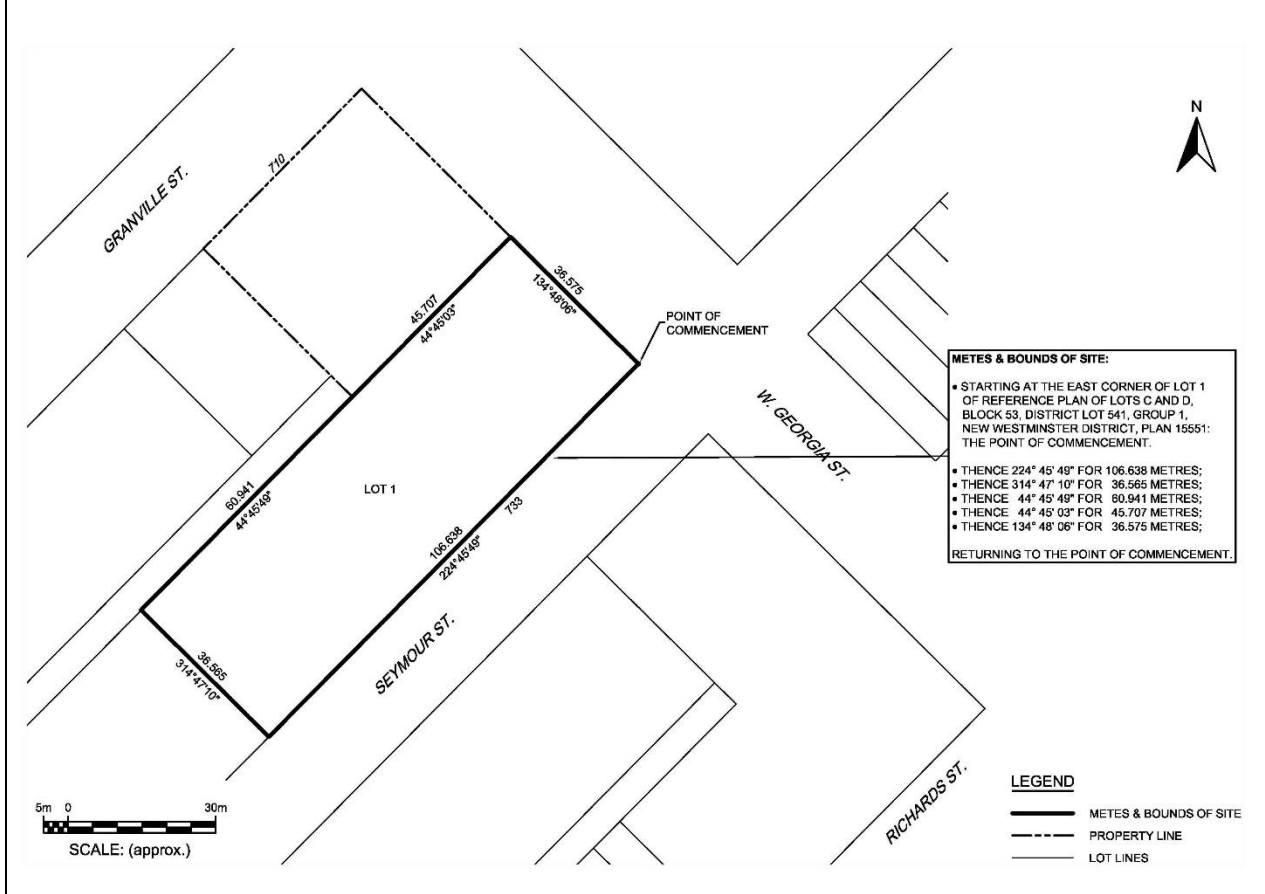 N
710
GRANVILLE ST.
36.575
134°48'06"
45.707
44°45'03"
POINT OF
COMMENCEMENT
W. GEORGIA ST.
METES & BOUNDS OF SITE:
• STARTING AT THE EAST CORNER OF LOT 1
OF REFERENCE PLAN OF LOTS C AND D,
BLOCK 53, DISTRICT LOT 541, GROUP 1,
NEW WESTMINSTER DISTRICT, PLAN 15551:
THE POINT OF COMMENCEMENT.
• THENCE 224° 45' 49" FOR 106.638 METRES;
• THENCE 314° 47' 10" FOR 36.565 METRES;
• THENCE 44° 45' 49" FOR 60.941 METRES;
• THENCE 44° 45' 03" FOR 45.707 METRES;
• THENCE 134° 48' 06" FOR 36.575 METRES;
RETURNING TO THE POINT OF COMMENCEMENT.
LOT 1
60.941
44°45'49"
733
106.638
224°45'49"
SEYMOUR ST.
36.565
314°47'10"
RICHARDS ST.
5m 0 30m
SCALE: (approx.)
LEGEND
METES & BOUNDS OF SITE
PROPERTY LINE
LOT LINES